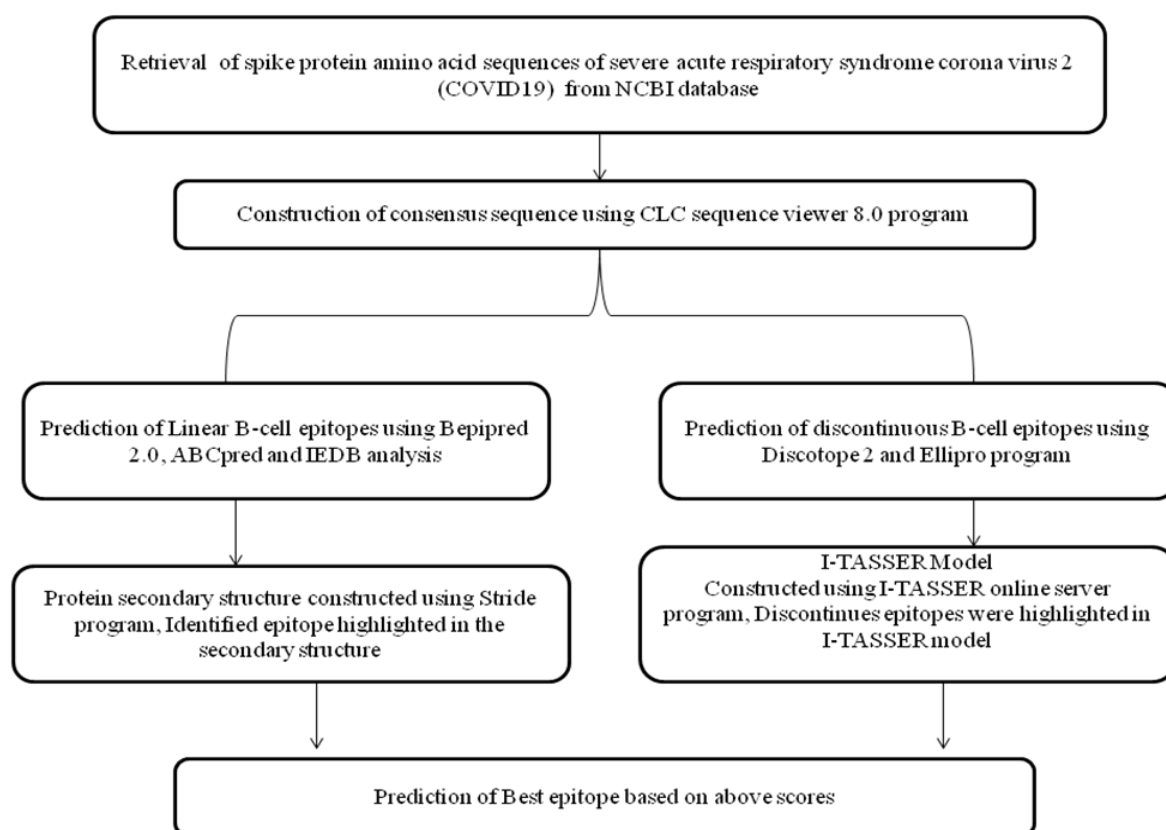 Retrieval of spike protein amino acid sequences of severe acute respiratory syndrome corona virus 2
(COVID19) from NCBI database
Construction of consensus sequence using CLC sequence viewer 8.0 program
Prediction of Linear B-cell epitopes using Bepipred
2.0, ABCpred and IEDB analysis
Prediction of discontinuous B-cell epitopes using
Discotope 2 and Ellipro program
Protein secondary structure constructed using Stride
program, Identified epitope highlighted in the
secondary structure
I-TASSER Model
Constructed using I-TASSER online server
program, Discontinues epitopes were highlighted in
I-TASSER model
Prediction of Best epitope based on above scores